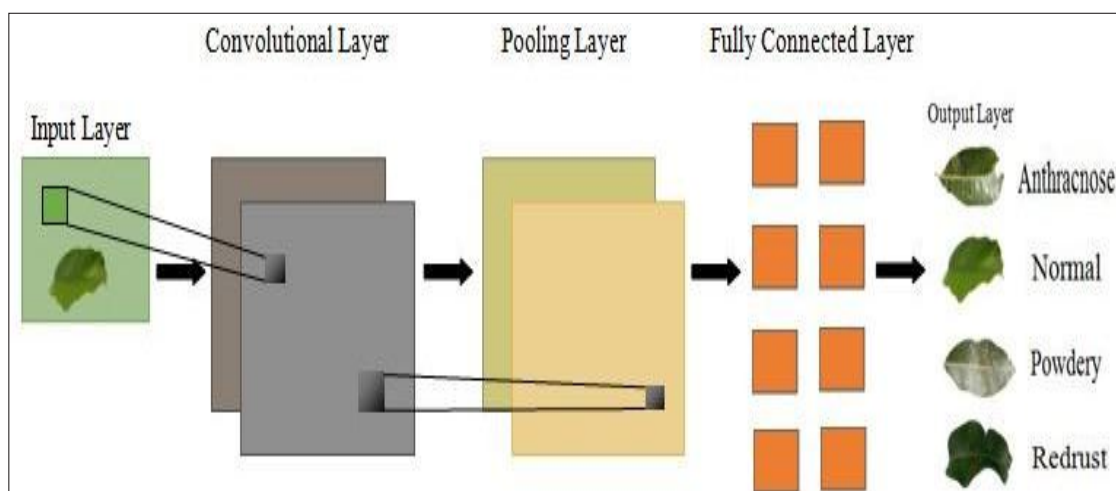 Convolutional Layer
Pooling Layer
Fully Connected Layer
Input Layer
Output Layer
Anthracnose
Normal
Powdery
Redrust